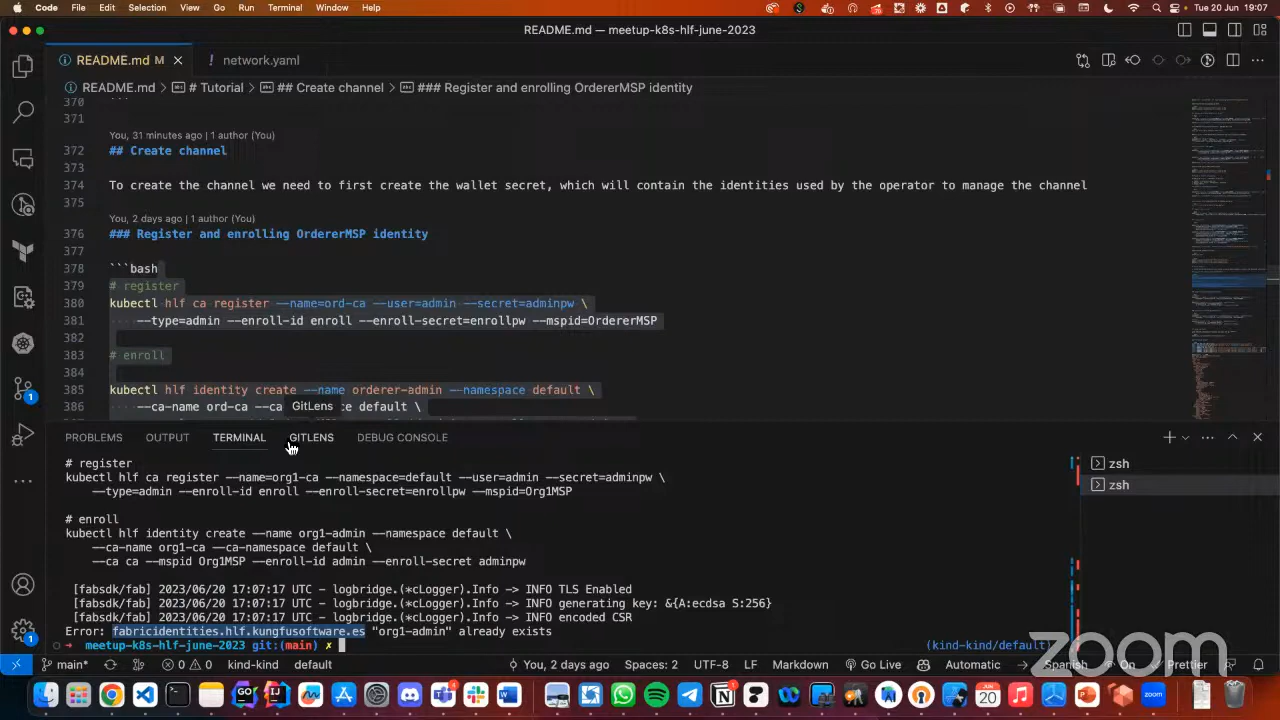 Code File Edit Selection View Go Run Terminal Window Help Tue 20 Jun 19:07
README.md — meetup-k8s-hlf-june-2023
README.md M network.yaml
README.md > # Tutorial > ## Create channel > ### Register and enrolling OrdererMSP identity
370 ```
371
You, 31 minutes ago | 1 author (You)
372 ## Create channel
373
374 To create the channel we need to first create the wallet secret, which will contain the identities used by the operator to manage the channel
375
You, 2 days ago | 1 author (You)
376 ### Register and enrolling OrdererMSP identity
377
378 ```bash
379 # register
380 kubectl hlf ca register --name=ord-ca --user=admin --secret=adminpw \
381 --type=admin --enroll-id enroll --enroll-secret=enrollpw --mspid=OrdererMSP
382
383 # enroll
384
385 kubectl hlf identity create --name orderer-admin --namespace default \
386 --ca-name ord-ca --ca e default \
GitLens
PROBLEMS OUTPUT TERMINAL GITLENS DEBUG CONSOLE
# register
kubectl hlf ca register --name=org1-ca --namespace=default --user=admin --secret=adminpw \
--type=admin --enroll-id enroll --enroll-secret=enrollpw --mspid=Org1MSP
# enroll
kubectl hlf identity create --name org1-admin --namespace default \
--ca-name org1-ca --ca-namespace default \
--ca ca --mspid Org1MSP --enroll-id admin --enroll-secret adminpw
[fabsdk/fab] 2023/06/20 17:07:17 UTC - logbridge.(*cLogger).Info -> INFO TLS Enabled
[fabsdk/fab] 2023/06/20 17:07:17 UTC - logbridge.(*cLogger).Info -> INFO generating key: &{A:ecdsa S:256}
[fabsdk/fab] 2023/06/20 17:07:17 UTC - logbridge.(*cLogger).Info -> INFO encoded CSR
Error: fabricidentities.hlf.kungfusoftware.es "org1-admin" already exists
➜ meetup-k8s-hlf-june-2023 git:(main) ✗ (kind-kind/default)
zsh
zsh
1
1
zoom
main* 0 0 kind-kind default You, 2 days ago Spaces: 2 UTF-8 LF Markdown Go Live Automatic Spanish On Prettier
GO IJ 20 zoom